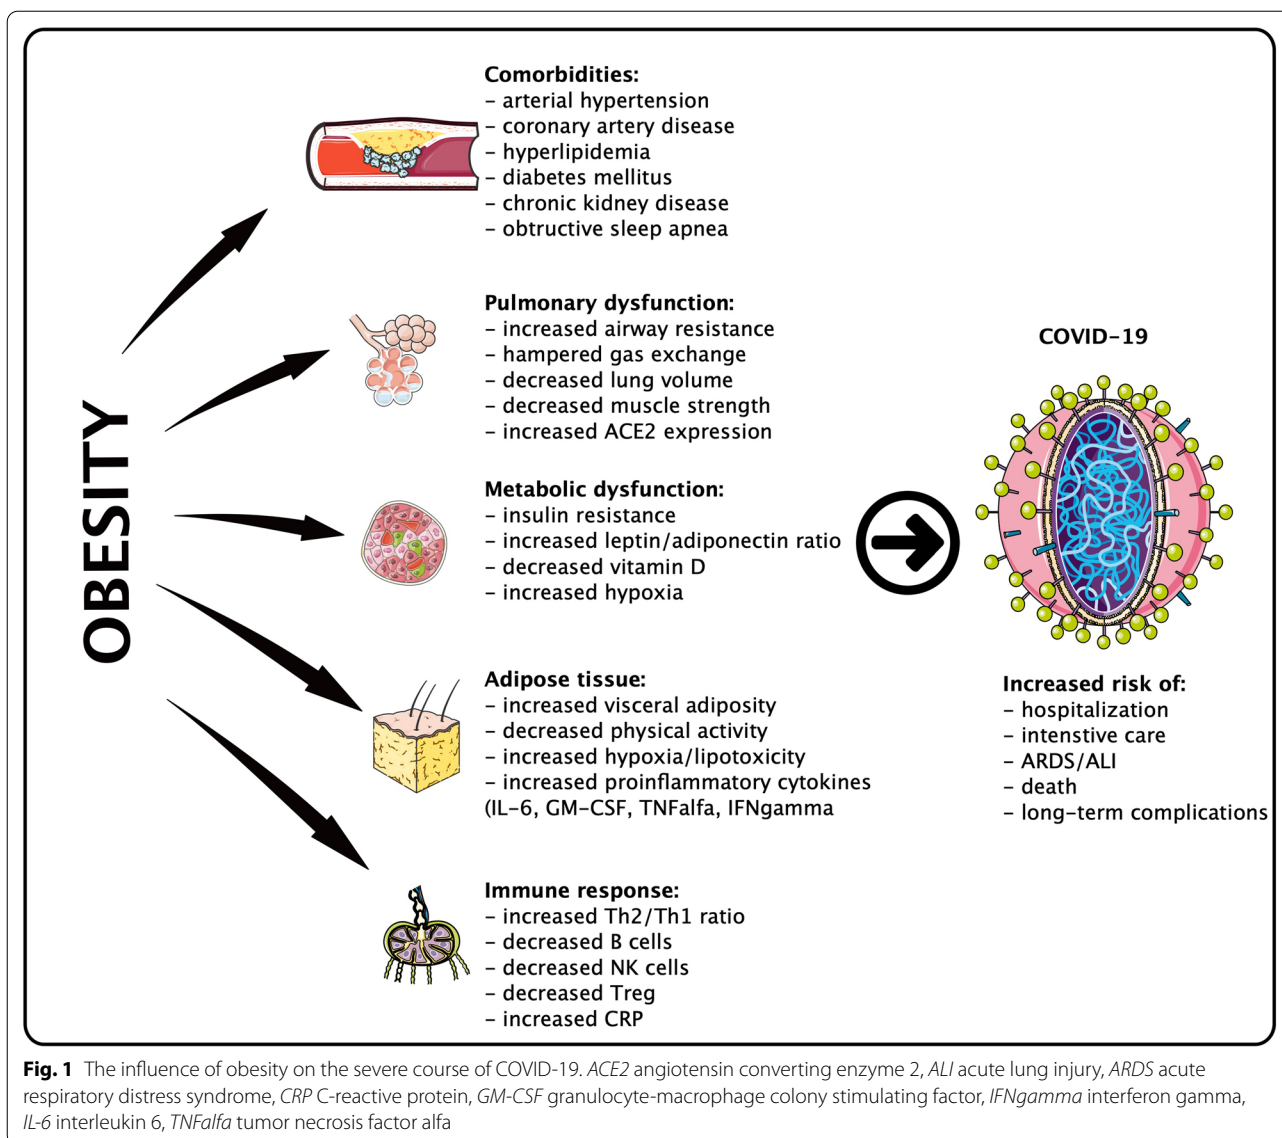 OBESITY
Comorbidities:
– arterial hypertension
– coronary artery disease
– hyperlipidemia
– diabetes mellitus
– chronic kidney disease
– obtructive sleep apnea
Pulmonary dysfunction:
– increased airway resistance
– hampered gas exchange
– decreased lung volume
– decreased muscle strength
– increased ACE2 expression
Metabolic dysfunction:
– insulin resistance
– increased leptin/adiponectin ratio
– decreased vitamin D
– increased hypoxia
Adipose tissue:
– increased visceral adiposity
– decreased physical activity
– increased hypoxia/lipotoxicity
– increased proinflammatory cytokines
(IL–6, GM–CSF, TNFalfa, IFNgamma
Immune response:
– increased Th2/Th1 ratio
– decreased B cells
– decreased NK cells
– decreased Treg
– increased CRP
COVID–19
Increased risk of:
– hospitalization
– intenstive care
– ARDS/ALI
– death
– long–term complications
Fig. 1 The influence of obesity on the severe course of COVID-19. ACE2 angiotensin converting enzyme 2, ALI acute lung injury, ARDS acute
respiratory distress syndrome, CRP C-reactive protein, GM-CSF granulocyte-macrophage colony stimulating factor, IFNgamma interferon gamma,
IL-6 interleukin 6, TNFalfa tumor necrosis factor alfa